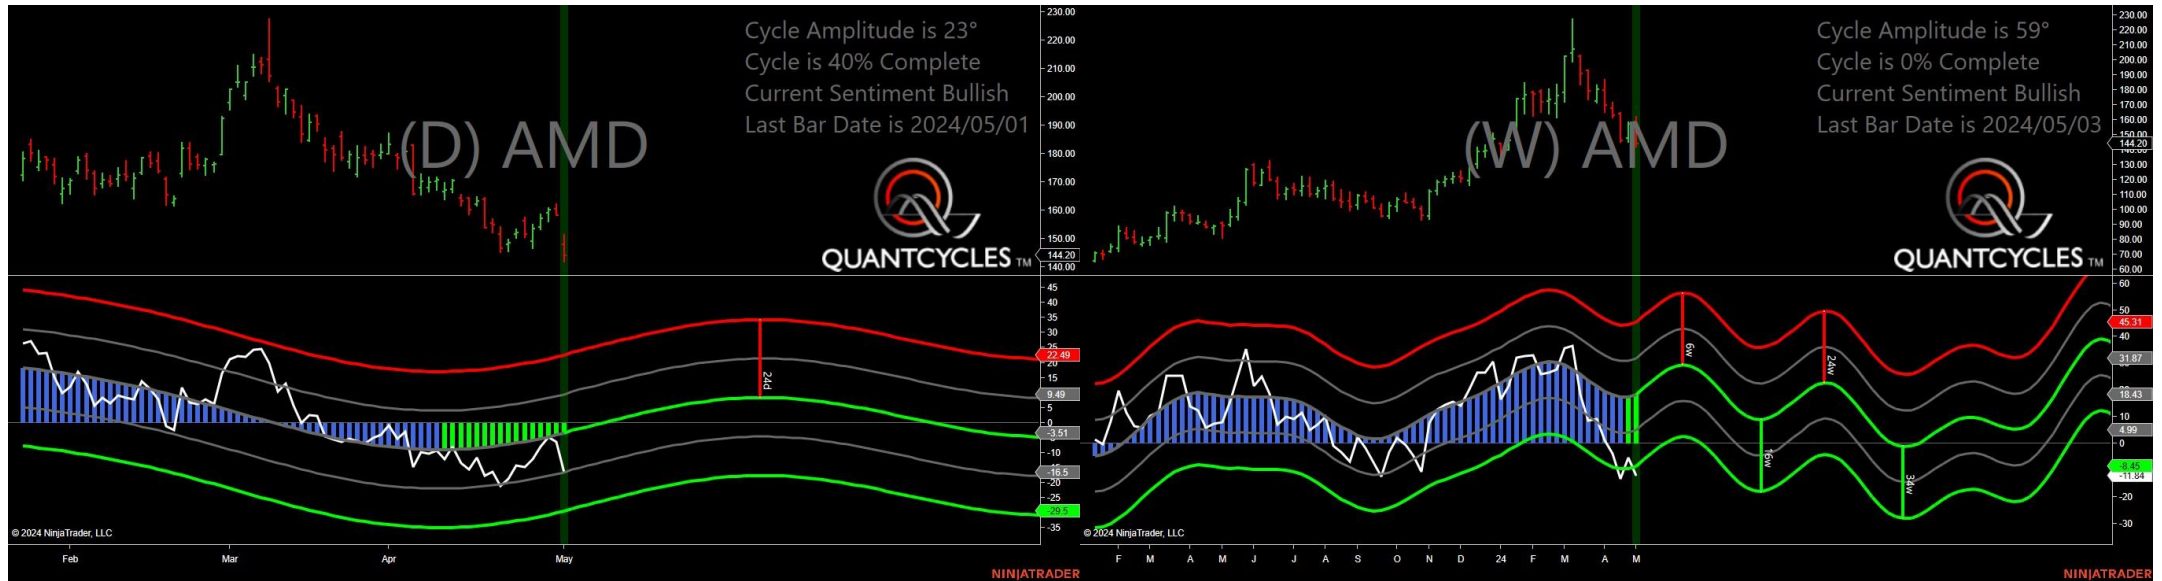 Cycle Amplitude is 23°
Cycle is 40% Complete
Current Sentiment Bullish
Last Bar Date is 2024/05/01
(D) AMD
QUANTCYCLES TM
230.00
220.00
210.00
200.00
190.00
180.00
170.00
160.00
150.00
144.20
140.00
45
40
35
30
25
22.49
20
15
9.49
5
0
-3.51
-10
-16.5
-20
-25
-29.5
-35
24d
© 2024 NinjaTrader, LLC
Feb Mar Apr May
NINJATRADER
Cycle Amplitude is 59°
Cycle is 0% Complete
Current Sentiment Bullish
Last Bar Date is 2024/05/03
(W) AMD
QUANTCYCLES TM
230.00
220.00
210.00
200.00
190.00
180.00
170.00
160.00
150.00
144.20
130.00
120.00
110.00
100.00
90.00
80.00
70.00
60.00
60
50
45.31
40
31.87
18.43
10
4.99
0
-8.45
-11.84
-20
-30
6w
16w
24w
34w
© 2024 NinjaTrader, LLC
F M A M J J A S O N D 24 F M A M
NINJATRADER